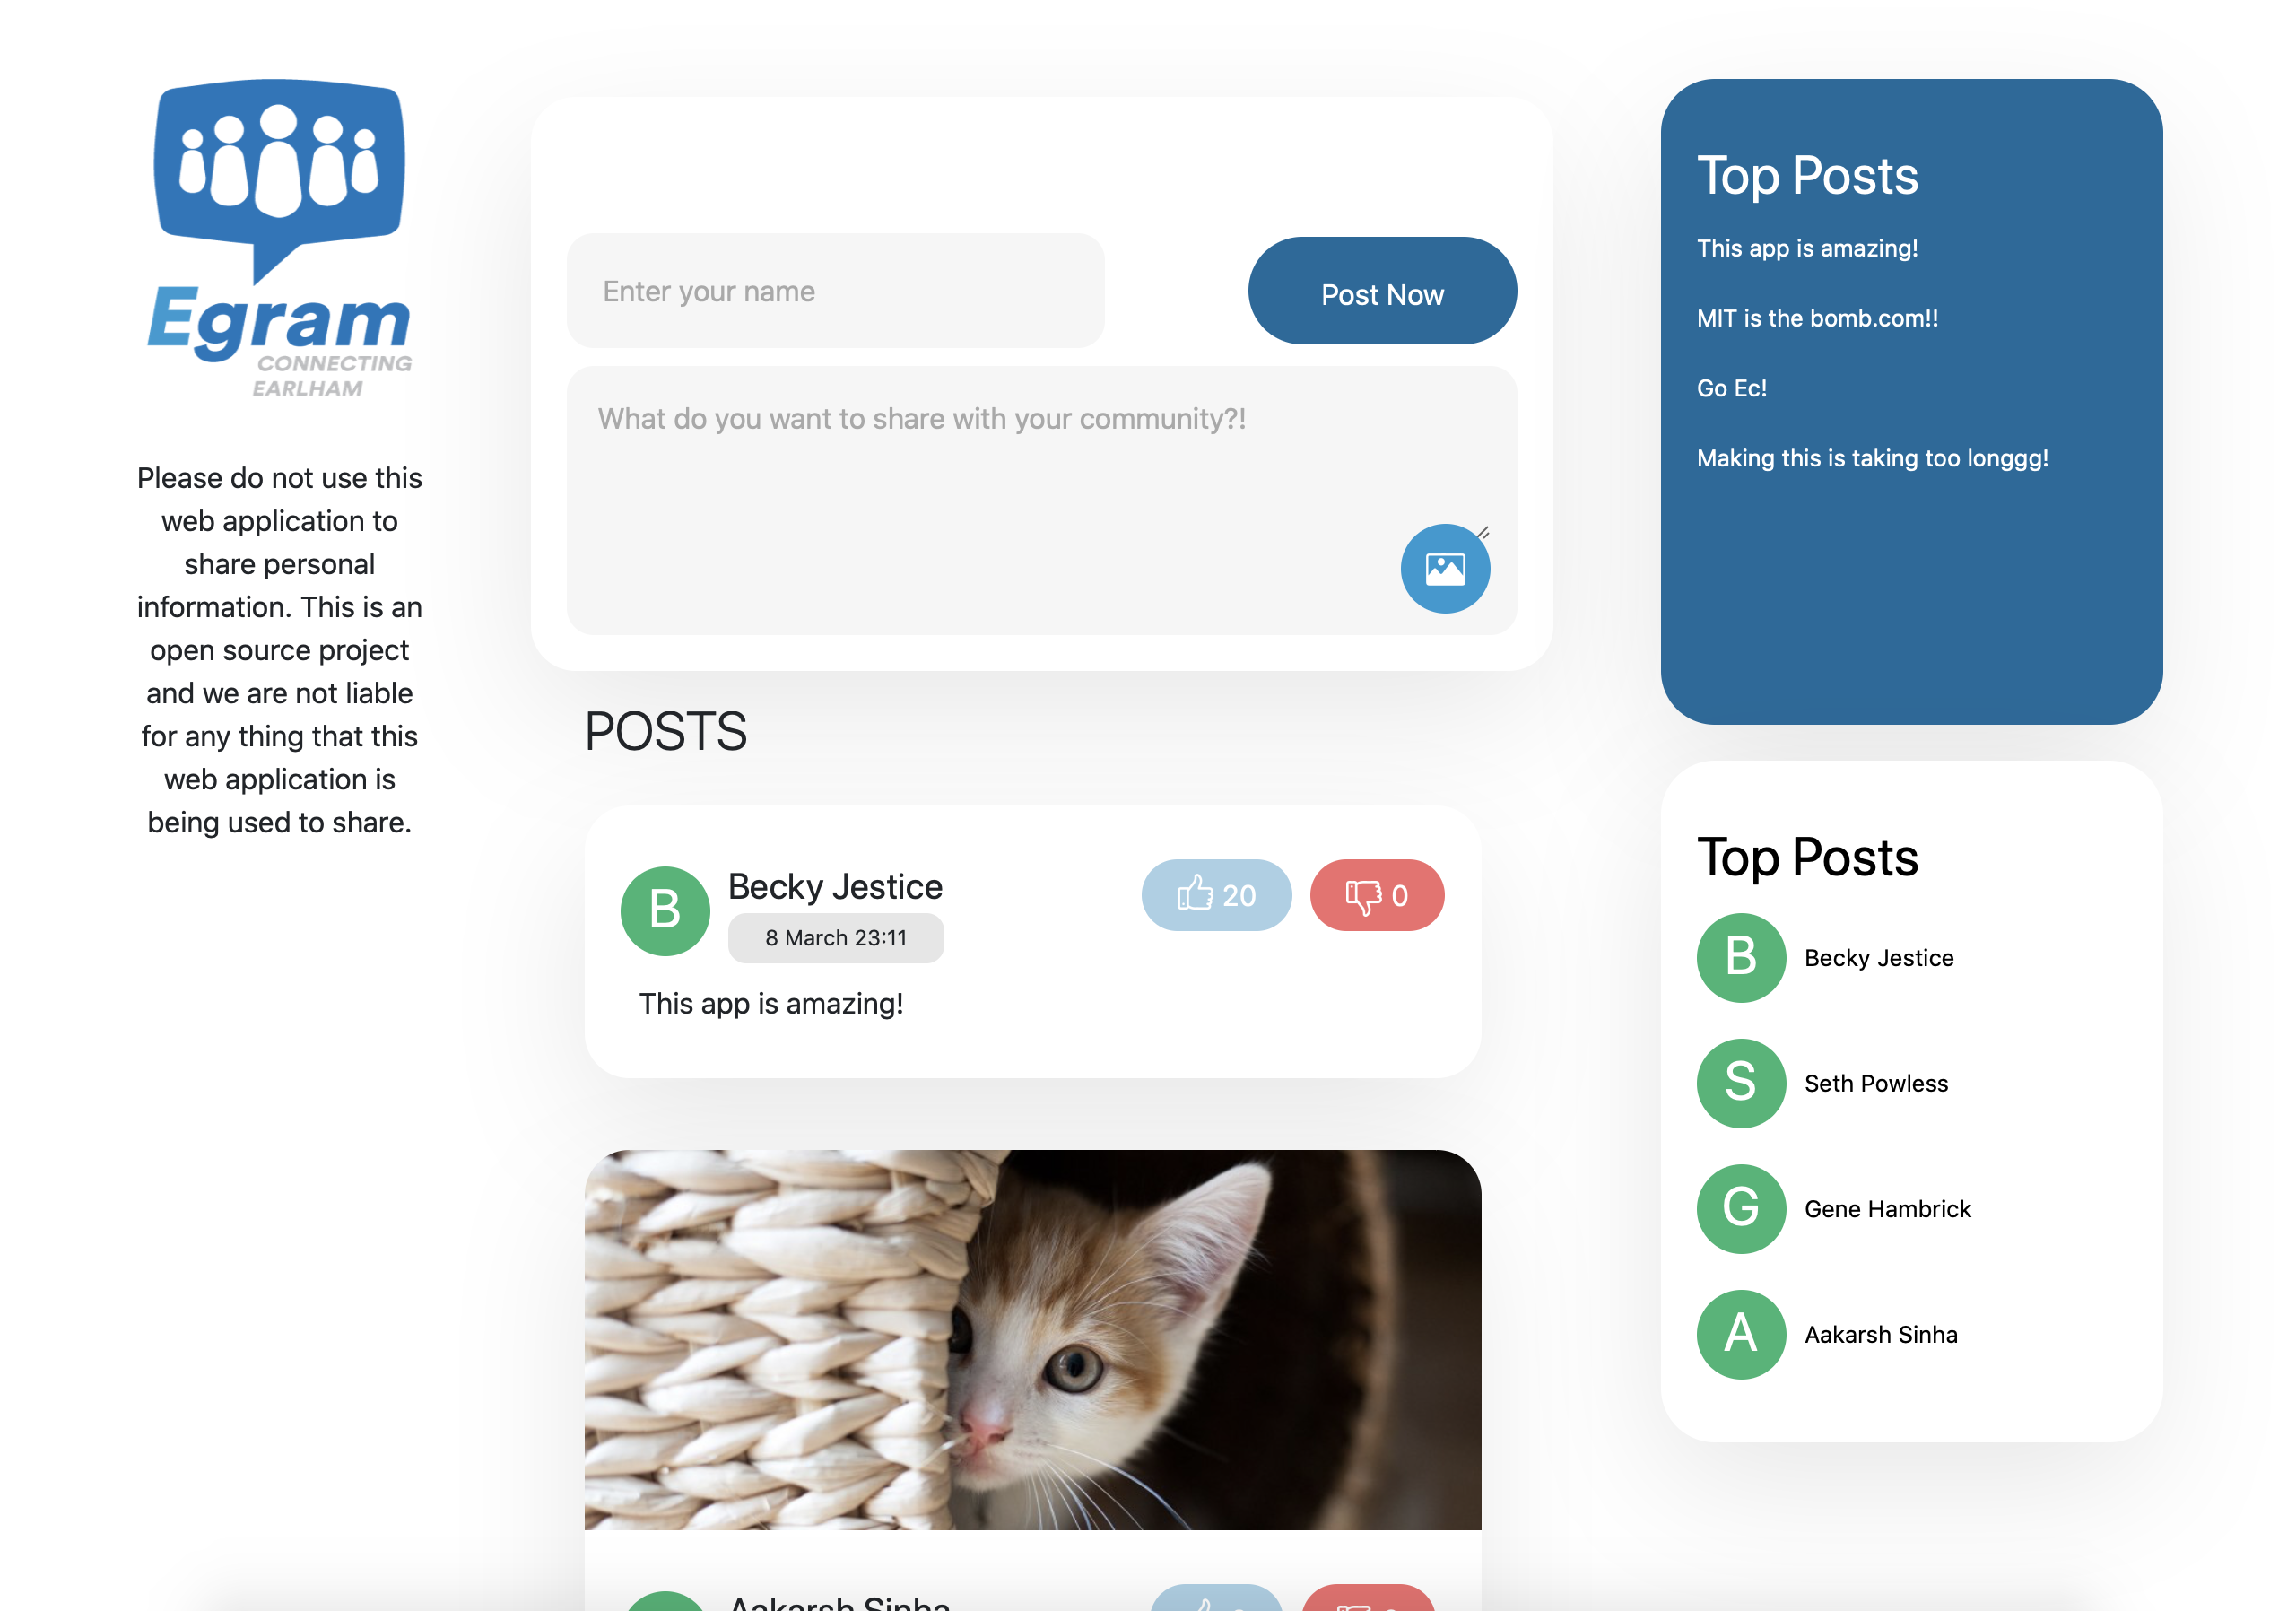 Egram
CONNECTING
EARLHAM
Please do not use this
web application to
share personal
information. This is an
open source project
and we are not liable
for any thing that this
web application is
being used to share.
Enter your name
Post Now
What do you want to share with your community?!
POSTS
B
Becky Jestice
8 March 23:11
20
0
This app is amazing!
Aakarsh Sinha
Top Posts
This app is amazing!
MIT is the bomb.com!!
Go Ec!
Making this is taking too longgg!
Top Posts
B Becky Jestice
S Seth Powless
G Gene Hambrick
A Aakarsh Sinha